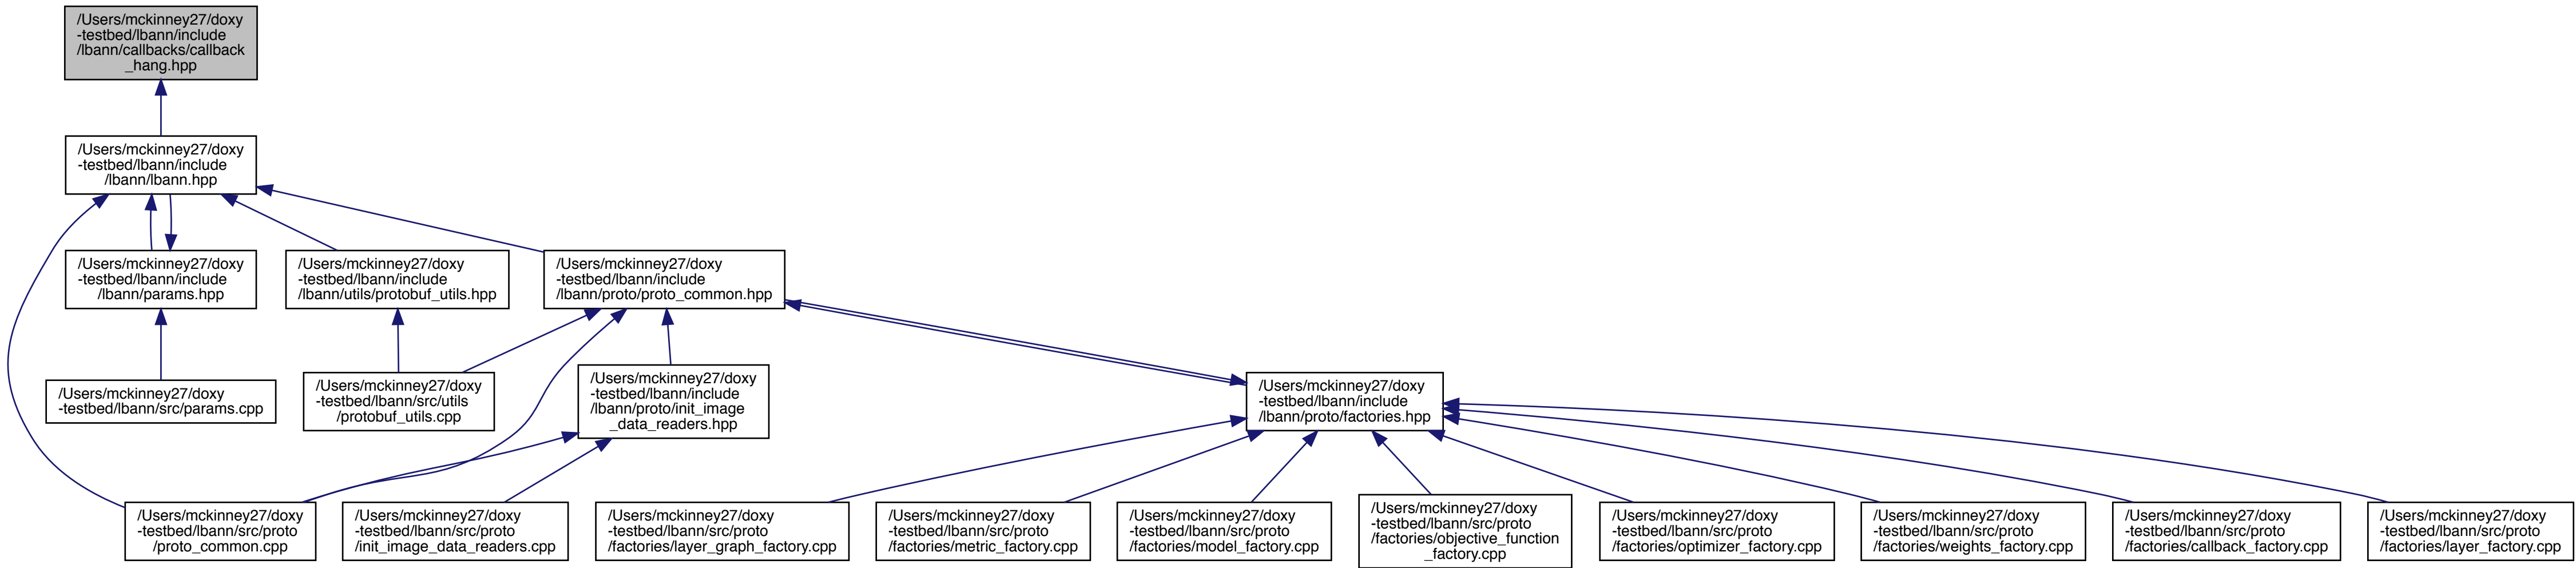 /Users/mckinney27/doxy
-testbed/lbann/include
/lbann/callbacks/callback
_hang.hpp
/Users/mckinney27/doxy
-testbed/lbann/include
/lbann/lbann.hpp
/Users/mckinney27/doxy
-testbed/lbann/include
/lbann/params.hpp
/Users/mckinney27/doxy
-testbed/lbann/include
/lbann/utils/protobuf_utils.hpp
/Users/mckinney27/doxy
-testbed/lbann/include
/lbann/proto/proto_common.hpp
/Users/mckinney27/doxy
-testbed/lbann/src/params.cpp
/Users/mckinney27/doxy
-testbed/lbann/src/utils
/protobuf_utils.cpp
/Users/mckinney27/doxy
-testbed/lbann/include
/lbann/proto/init_image
_data_readers.hpp
/Users/mckinney27/doxy
-testbed/lbann/include
/lbann/proto/factories.hpp
/Users/mckinney27/doxy
-testbed/lbann/src/proto
/proto_common.cpp
/Users/mckinney27/doxy
-testbed/lbann/src/proto
/init_image_data_readers.cpp
/Users/mckinney27/doxy
-testbed/lbann/src/proto
/factories/layer_graph_factory.cpp
/Users/mckinney27/doxy
-testbed/lbann/src/proto
/factories/metric_factory.cpp
/Users/mckinney27/doxy
-testbed/lbann/src/proto
/factories/model_factory.cpp
/Users/mckinney27/doxy
-testbed/lbann/src/proto
/factories/objective_function
_factory.cpp
/Users/mckinney27/doxy
-testbed/lbann/src/proto
/factories/optimizer_factory.cpp
/Users/mckinney27/doxy
-testbed/lbann/src/proto
/factories/weights_factory.cpp
/Users/mckinney27/doxy
-testbed/lbann/src/proto
/factories/callback_factory.cpp
/Users/mckinney27/doxy
-testbed/lbann/src/proto
/factories/layer_factory.cpp